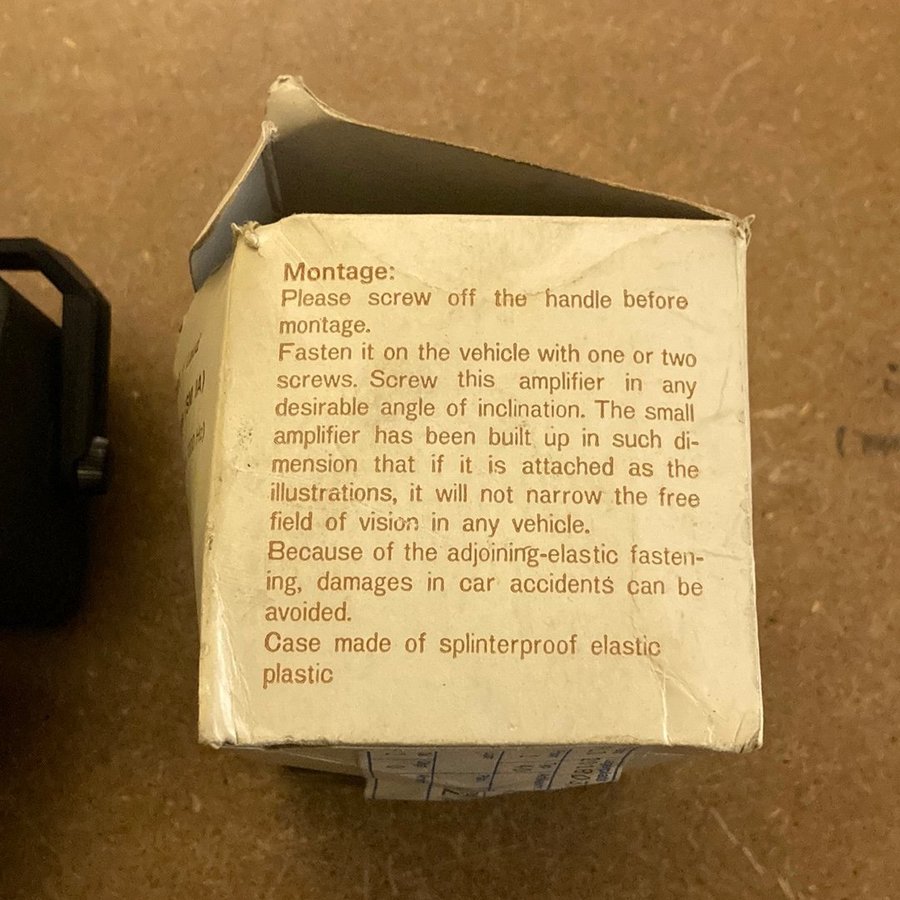 Montage:
Please screw off the handle before
montage.
Fasten it on the vehicle with one or two
screws. Screw this amplifier in any
desirable angle of inclination. The small
amplifier has been built up in such di-
mension that if it is attached as the
illustrations, it will not narrow the free
field of vision in any vehicle.
Because of the adjoining-elastic fasten-
ing, damages in car accidents can be
avoided.
Case made of splinterproof elastic
plastic